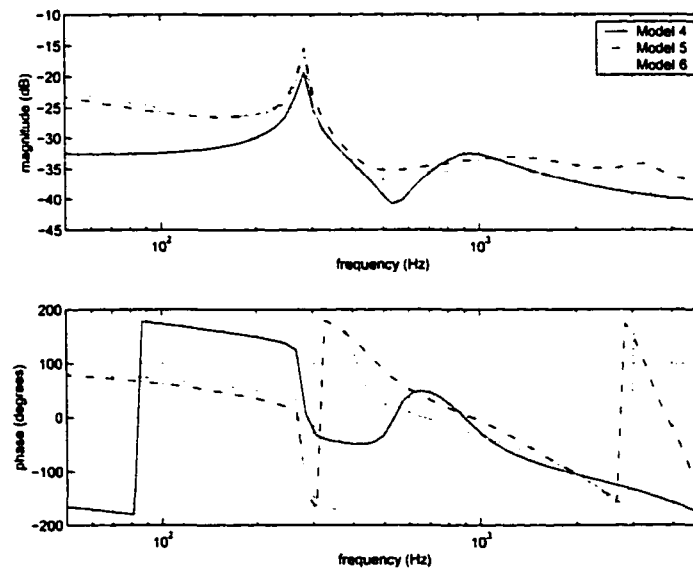 -10
-15
-20
-25
-30
-35
-40
-45
magnitude (dB)
Model 4
Model 5
Model 6
10²
10³
frequency (Hz)
200
100
0
-100
-200
phase (degrees)
10²
10³
frequency (Hz)